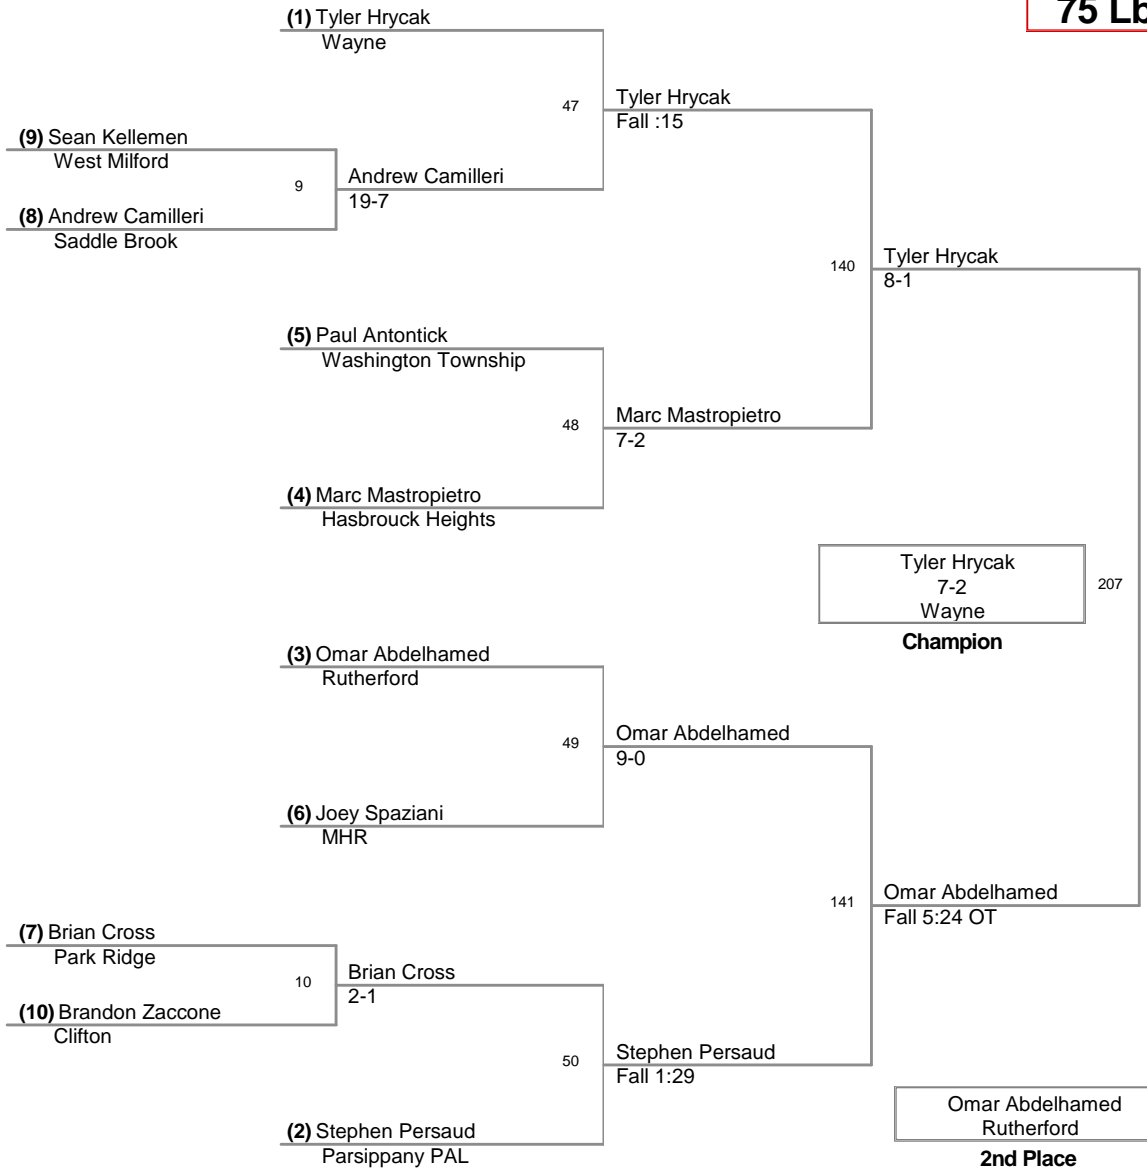 75 Lb
(1) Tyler Hrycak
Wayne
47
Tyler Hrycak
Fall :15
(9) Sean Kellemen
West Milford
9
Andrew Camilleri
19-7
(8) Andrew Camilleri
Saddle Brook
140
Tyler Hrycak
8-1
(5) Paul Antontick
Washington Township
48
Marc Mastropietro
7-2
(4) Marc Mastropietro
Hasbrouck Heights
Tyler Hrycak
7-2
Wayne
207
Champion
(3) Omar Abdelhamed
Rutherford
49
Omar Abdelhamed
9-0
(6) Joey Spaziani
MHR
141
Omar Abdelhamed
Fall 5:24 OT
(7) Brian Cross
Park Ridge
10
Brian Cross
2-1
(10) Brandon Zaccone
Clifton
50
Stephen Persaud
Fall 1:29
(2) Stephen Persaud
Parsippany PAL
Omar Abdelhamed
Rutherford
2nd Place